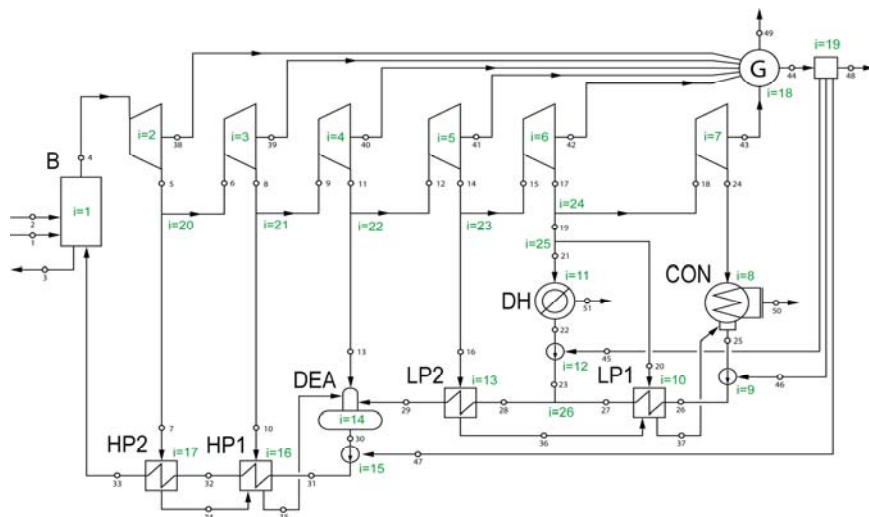 49
G
44
i=19
48
i=18
38
39
40
41
42
43
B
4
i=2
i=3
i=4
i=5
i=6
i=7
5
6
8
9
11
12
14
15
17
18
24
i=1
2
1
3
i=20
i=21
i=22
i=23
i=24
19
i=25
21
i=11
DH
51
22
CON
i=8
50
25
13
16
20
45
i=12
23
46
i=9
37
DEA
LP2
i=13
LP1
i=10
29
28
i=26
27
26
i=14
30
36
47
i=15
7
10
HP2
i=17
HP1
i=16
33
32
31
34
35